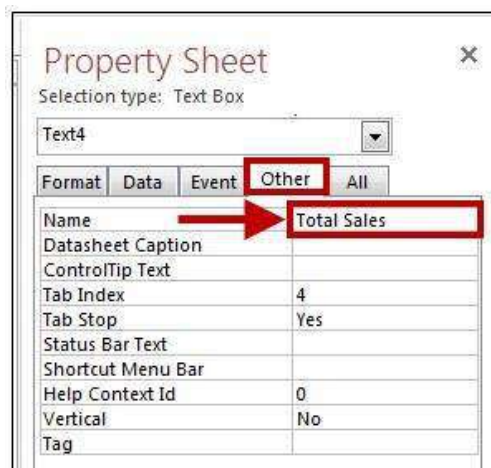 Property Sheet
Selection type: Text Box
Text4
Format Data Event Other All
Name Total Sales
Datasheet Caption
ControlTip Text
Tab Index 4
Tab Stop Yes
Status Bar Text
Shortcut Menu Bar
Help Context Id 0
Vertical No
Tag